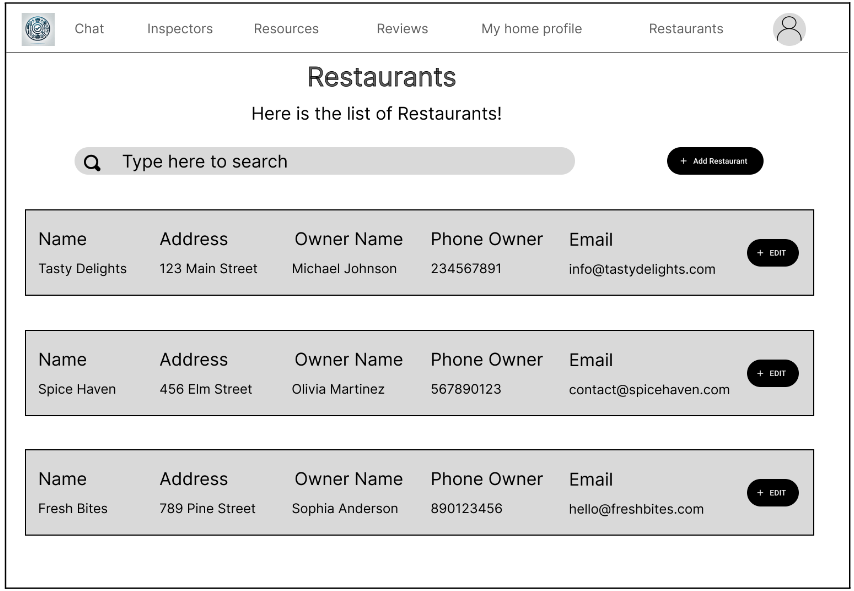 Chat Inspectors Resources Reviews My home profile Restaurants
Restaurants
Here is the list of Restaurants!
Type here to search
+ Add Restaurant
Name Address Owner Name Phone Owner Email
Tasty Delights 123 Main Street Michael Johnson 234567891 info@tastydelights.com
+ EDIT
Name Address Owner Name Phone Owner Email
Spice Haven 456 Elm Street Olivia Martinez 567890123 contact@spicehaven.com
+ EDIT
Name Address Owner Name Phone Owner Email
Fresh Bites 789 Pine Street Sophia Anderson 890123456 hello@freshbites.com
+ EDIT